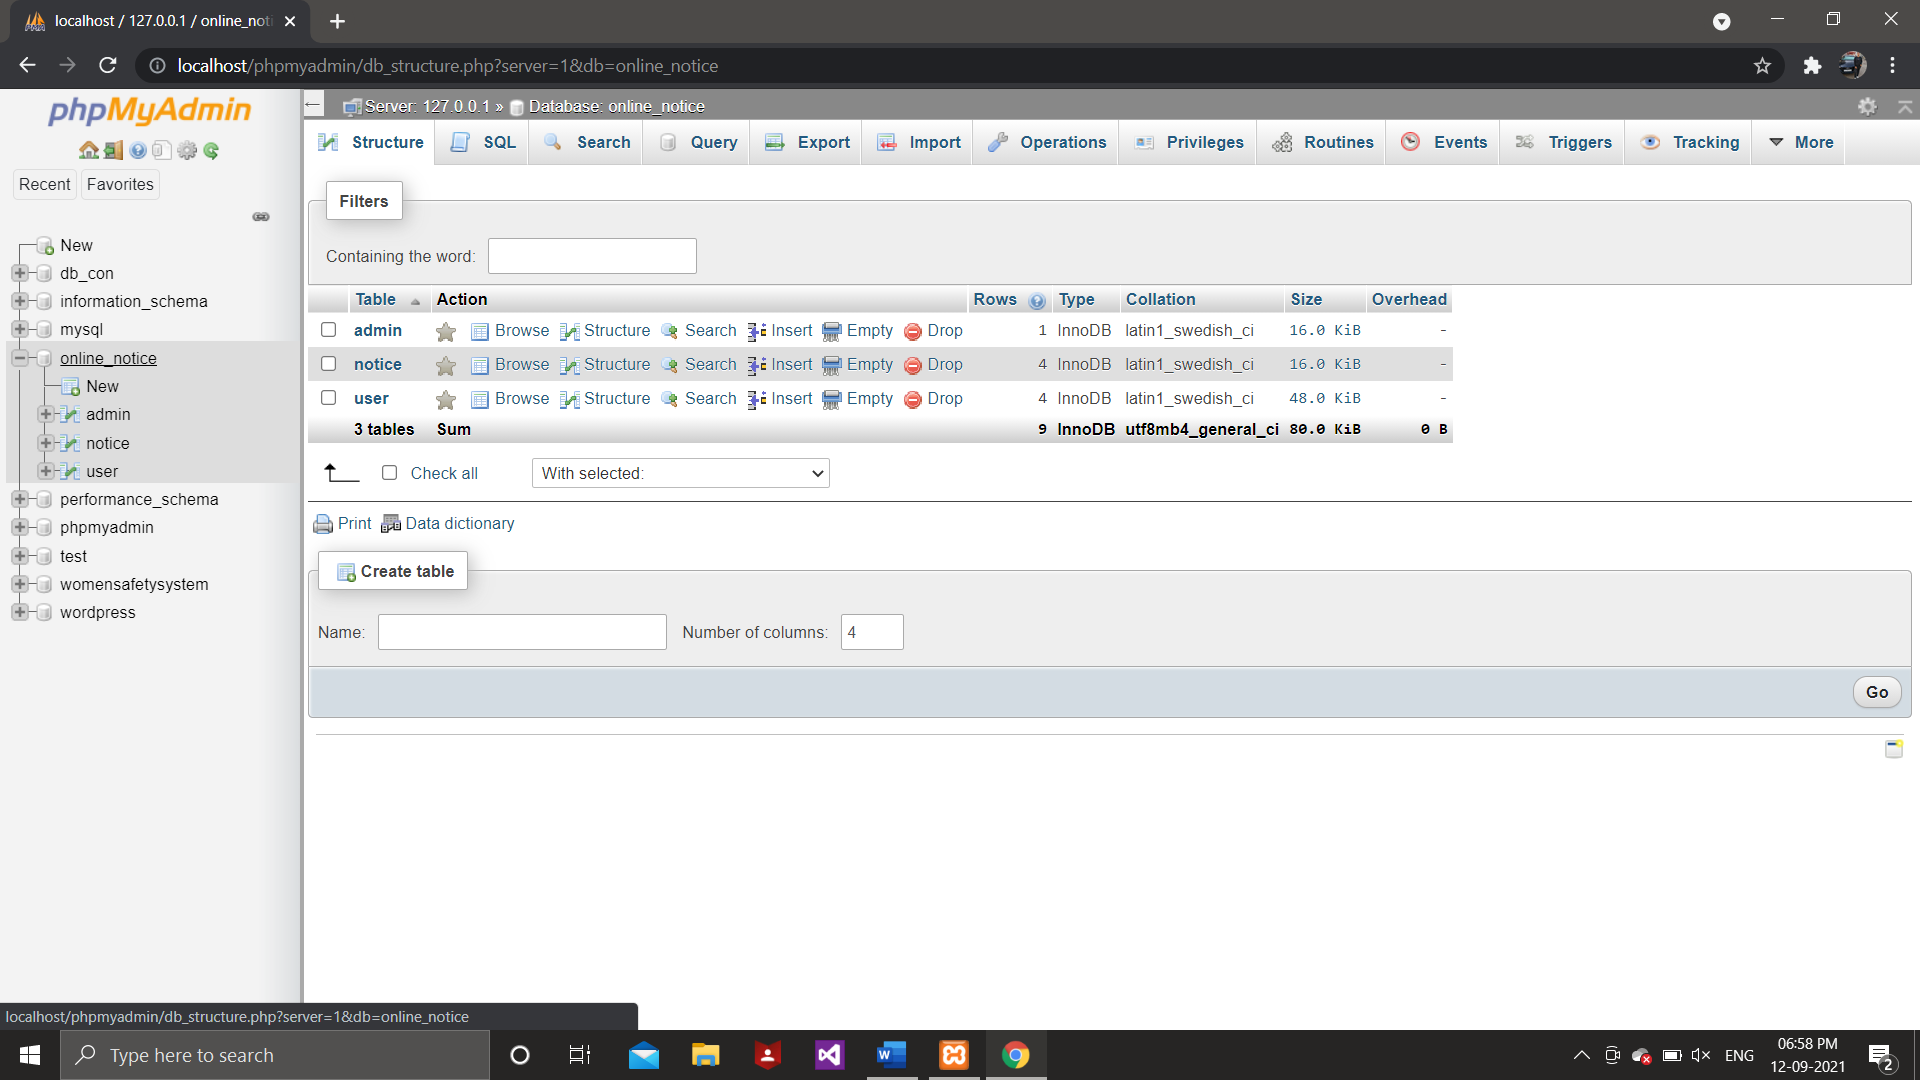 localhost / 127.0.0.1 / online_noti
localhost/phpmyadmin/db_structure.php?server=1&db=online_notice
phpMyAdmin
Recent Favorites
New
db_con
information_schema
mysql
online_notice
New
admin
notice
user
performance_schema
phpmyadmin
test
womensafetysystem
wordpress
Server: 127.0.0.1 » Database: online_notice
Structure SQL Search Query Export Import Operations Privileges Routines Events Triggers Tracking More
Filters
Containing the word:
Table Action Rows Type Collation Size Overhead
admin Browse Structure Search Insert Empty Drop 1 InnoDB latin1_swedish_ci 16.0 KiB -
notice Browse Structure Search Insert Empty Drop 4 InnoDB latin1_swedish_ci 16.0 KiB -
user Browse Structure Search Insert Empty Drop 4 InnoDB latin1_swedish_ci 48.0 KiB -
3 tables Sum 9 InnoDB utf8mb4_general_ci 80.0 KiB 0 B
Check all With selected:
Print Data dictionary
Create table
Name: Number of columns: 4
Go
localhost/phpmyadmin/db_structure.php?server=1&db=online_notice
Type here to search
ENG
06:58 PM
12-09-2021
2